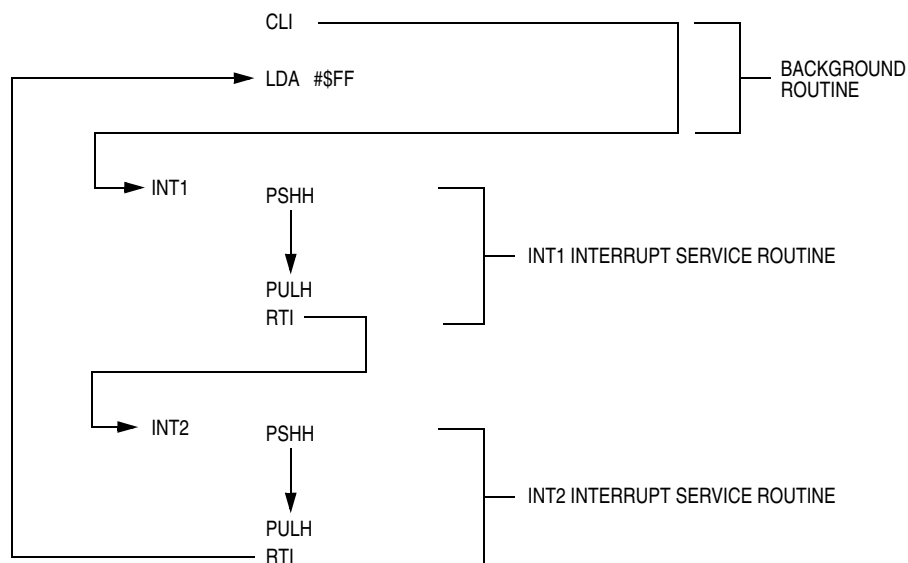 CLI
LDA #$FF
BACKGROUND
ROUTINE
INT1
PSHH
INT1 INTERRUPT SERVICE ROUTINE
PULH
RTI
INT2
PSHH
INT2 INTERRUPT SERVICE ROUTINE
PULH
RTI